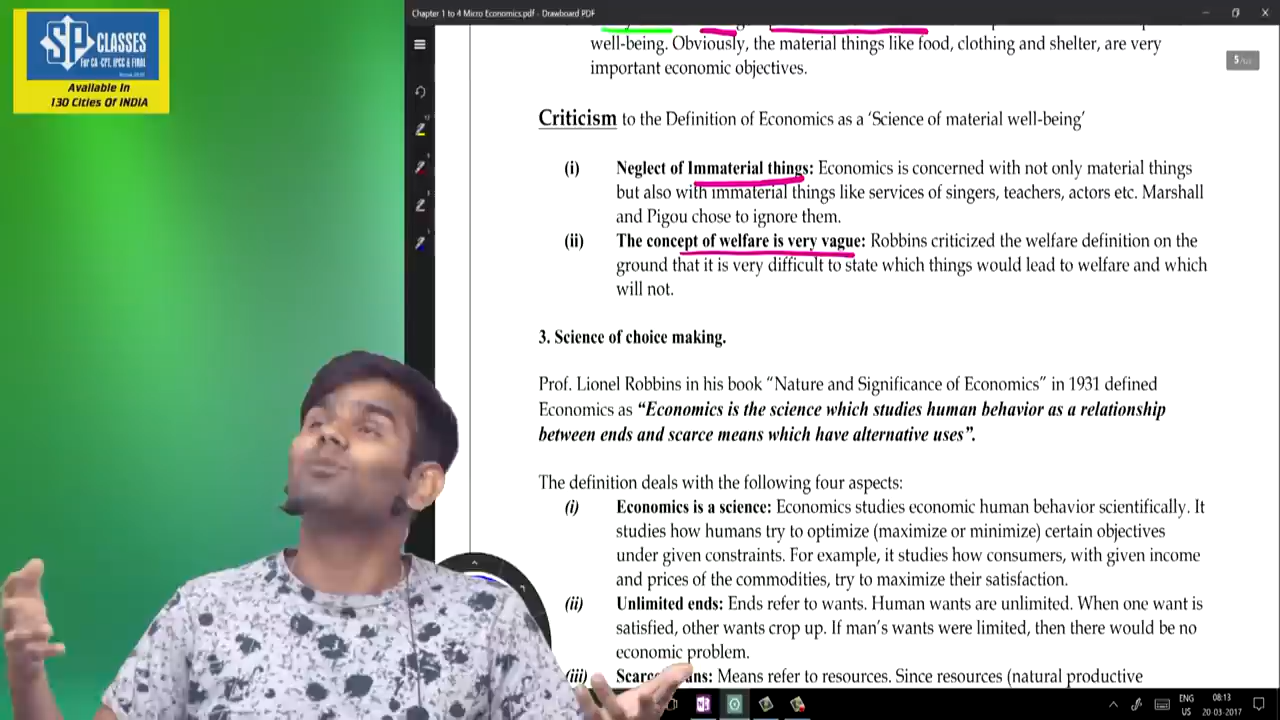 SP
CLASSES
For CA -CPT, IPCC & FINAL
Available In
130 Cities Of INDIA
Chapter 1 to 4 Micro Economics.pdf - Drawboard PDF
5
well-being. Obviously, the material things like food, clothing and shelter, are very
important economic objectives.
Criticism to the Definition of Economics as a ‘Science of material well-being’
(i) Neglect of Immaterial things: Economics is concerned with not only material things
but also with immaterial things like services of singers, teachers, actors etc. Marshall
and Pigou chose to ignore them.
(ii) The concept of welfare is very vague: Robbins criticized the welfare definition on the
ground that it is very difficult to state which things would lead to welfare and which
will not.
3. Science of choice making.
Prof. Lionel Robbins in his book “Nature and Significance of Economics” in 1931 defined
Economics as “Economics is the science which studies human behavior as a relationship
between ends and scarce means which have alternative uses”.
The definition deals with the following four aspects:
(i) Economics is a science: Economics studies economic human behavior scientifically. It
studies how humans try to optimize (maximize or minimize) certain objectives
under given constraints. For example, it studies how consumers, with given income
and prices of the commodities, try to maximize their satisfaction.
(ii) Unlimited ends: Ends refer to wants. Human wants are unlimited. When one want is
satisfied, other wants crop up. If man’s wants were limited, then there would be no
economic problem.
(iii) Means refer to resources. Since resources (natural productive
ENG
US
08:13
20-03-2017